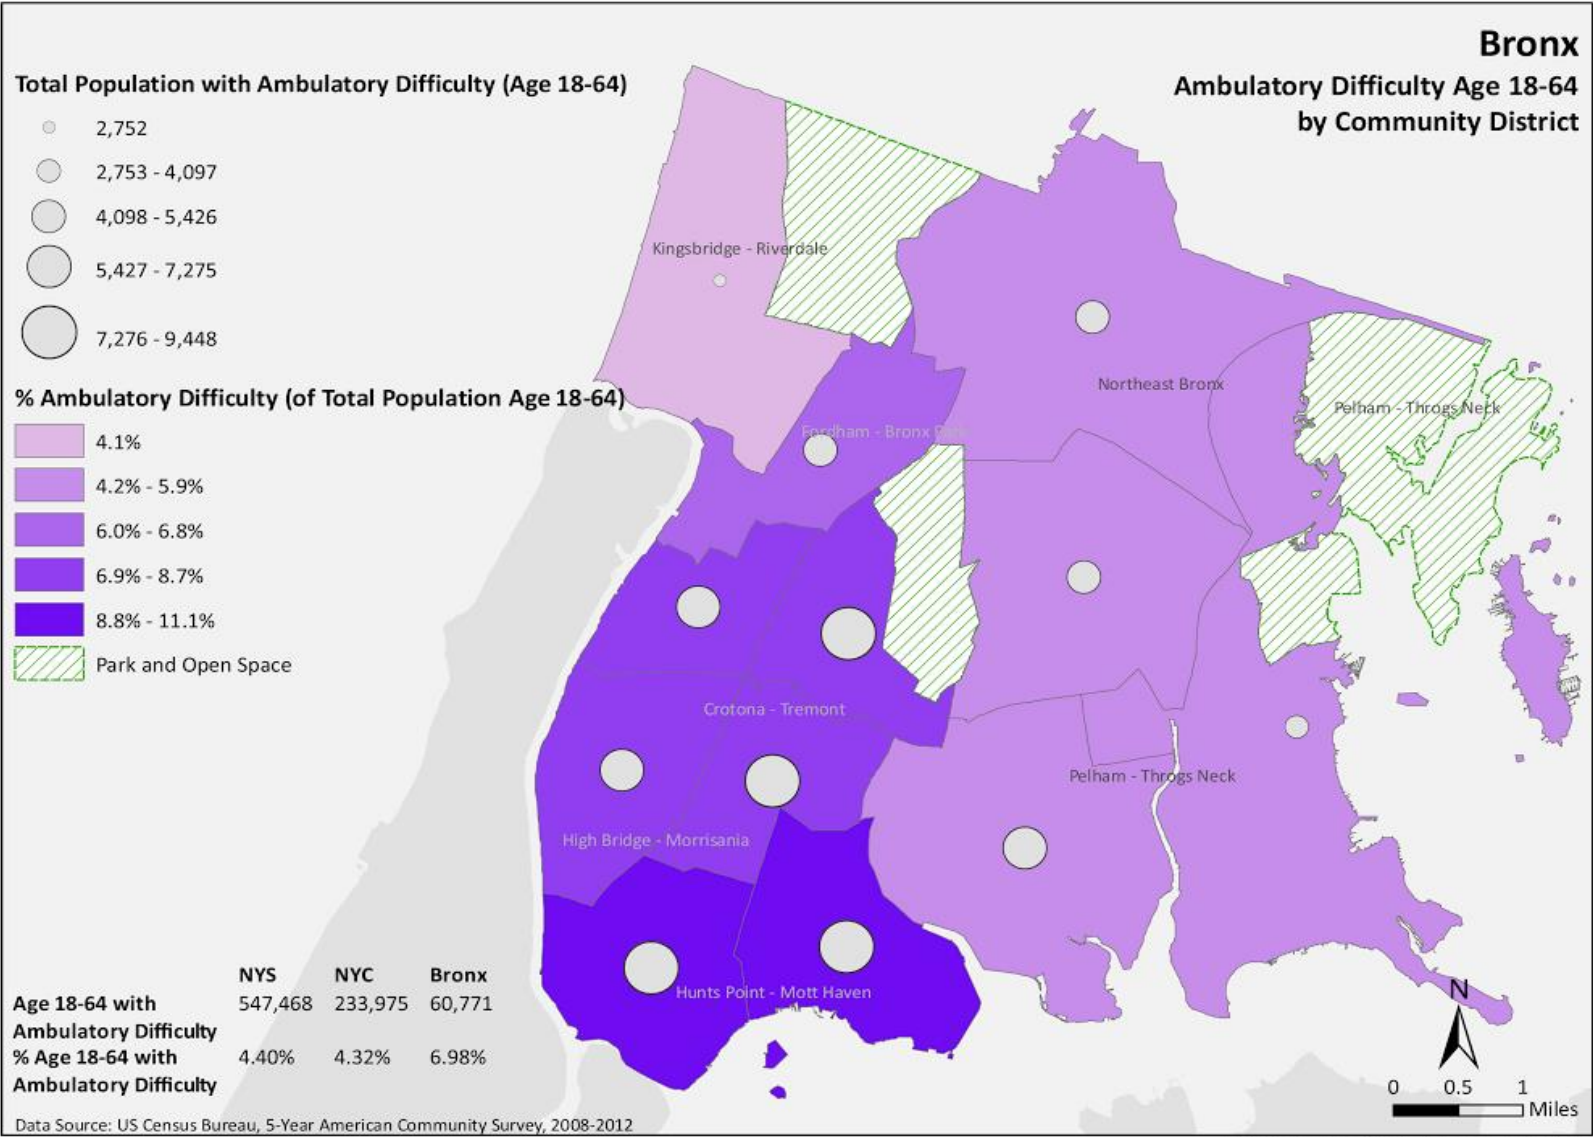 Bronx
Ambulatory Difficulty Age 18-64
by Community District
Total Population with Ambulatory Difficulty (Age 18-64)
2,752
2,753 - 4,097
4,098 - 5,426
5,427 - 7,275
7,276 - 9,448
% Ambulatory Difficulty (of Total Population Age 18-64)
4.1%
4.2% - 5.9%
6.0% - 6.8%
6.9% - 8.7%
8.8% - 11.1%
Park and Open Space
Kingsbridge - Riverdale
Northeast Bronx
Pelham - Throgs Neck
Fordham - Bronx Park
Crotona - Tremont
Pelham - Throgs Neck
High Bridge - Morrisania
Hunts Point - Mott Haven
NYS NYC Bronx
Age 18-64 with 547,468 233,975 60,771
Ambulatory Difficulty
% Age 18-64 with 4.40% 4.32% 6.98%
Ambulatory Difficulty
N
0 0.5 1
Miles
Data Source: US Census Bureau, 5-Year American Community Survey, 2008-2012